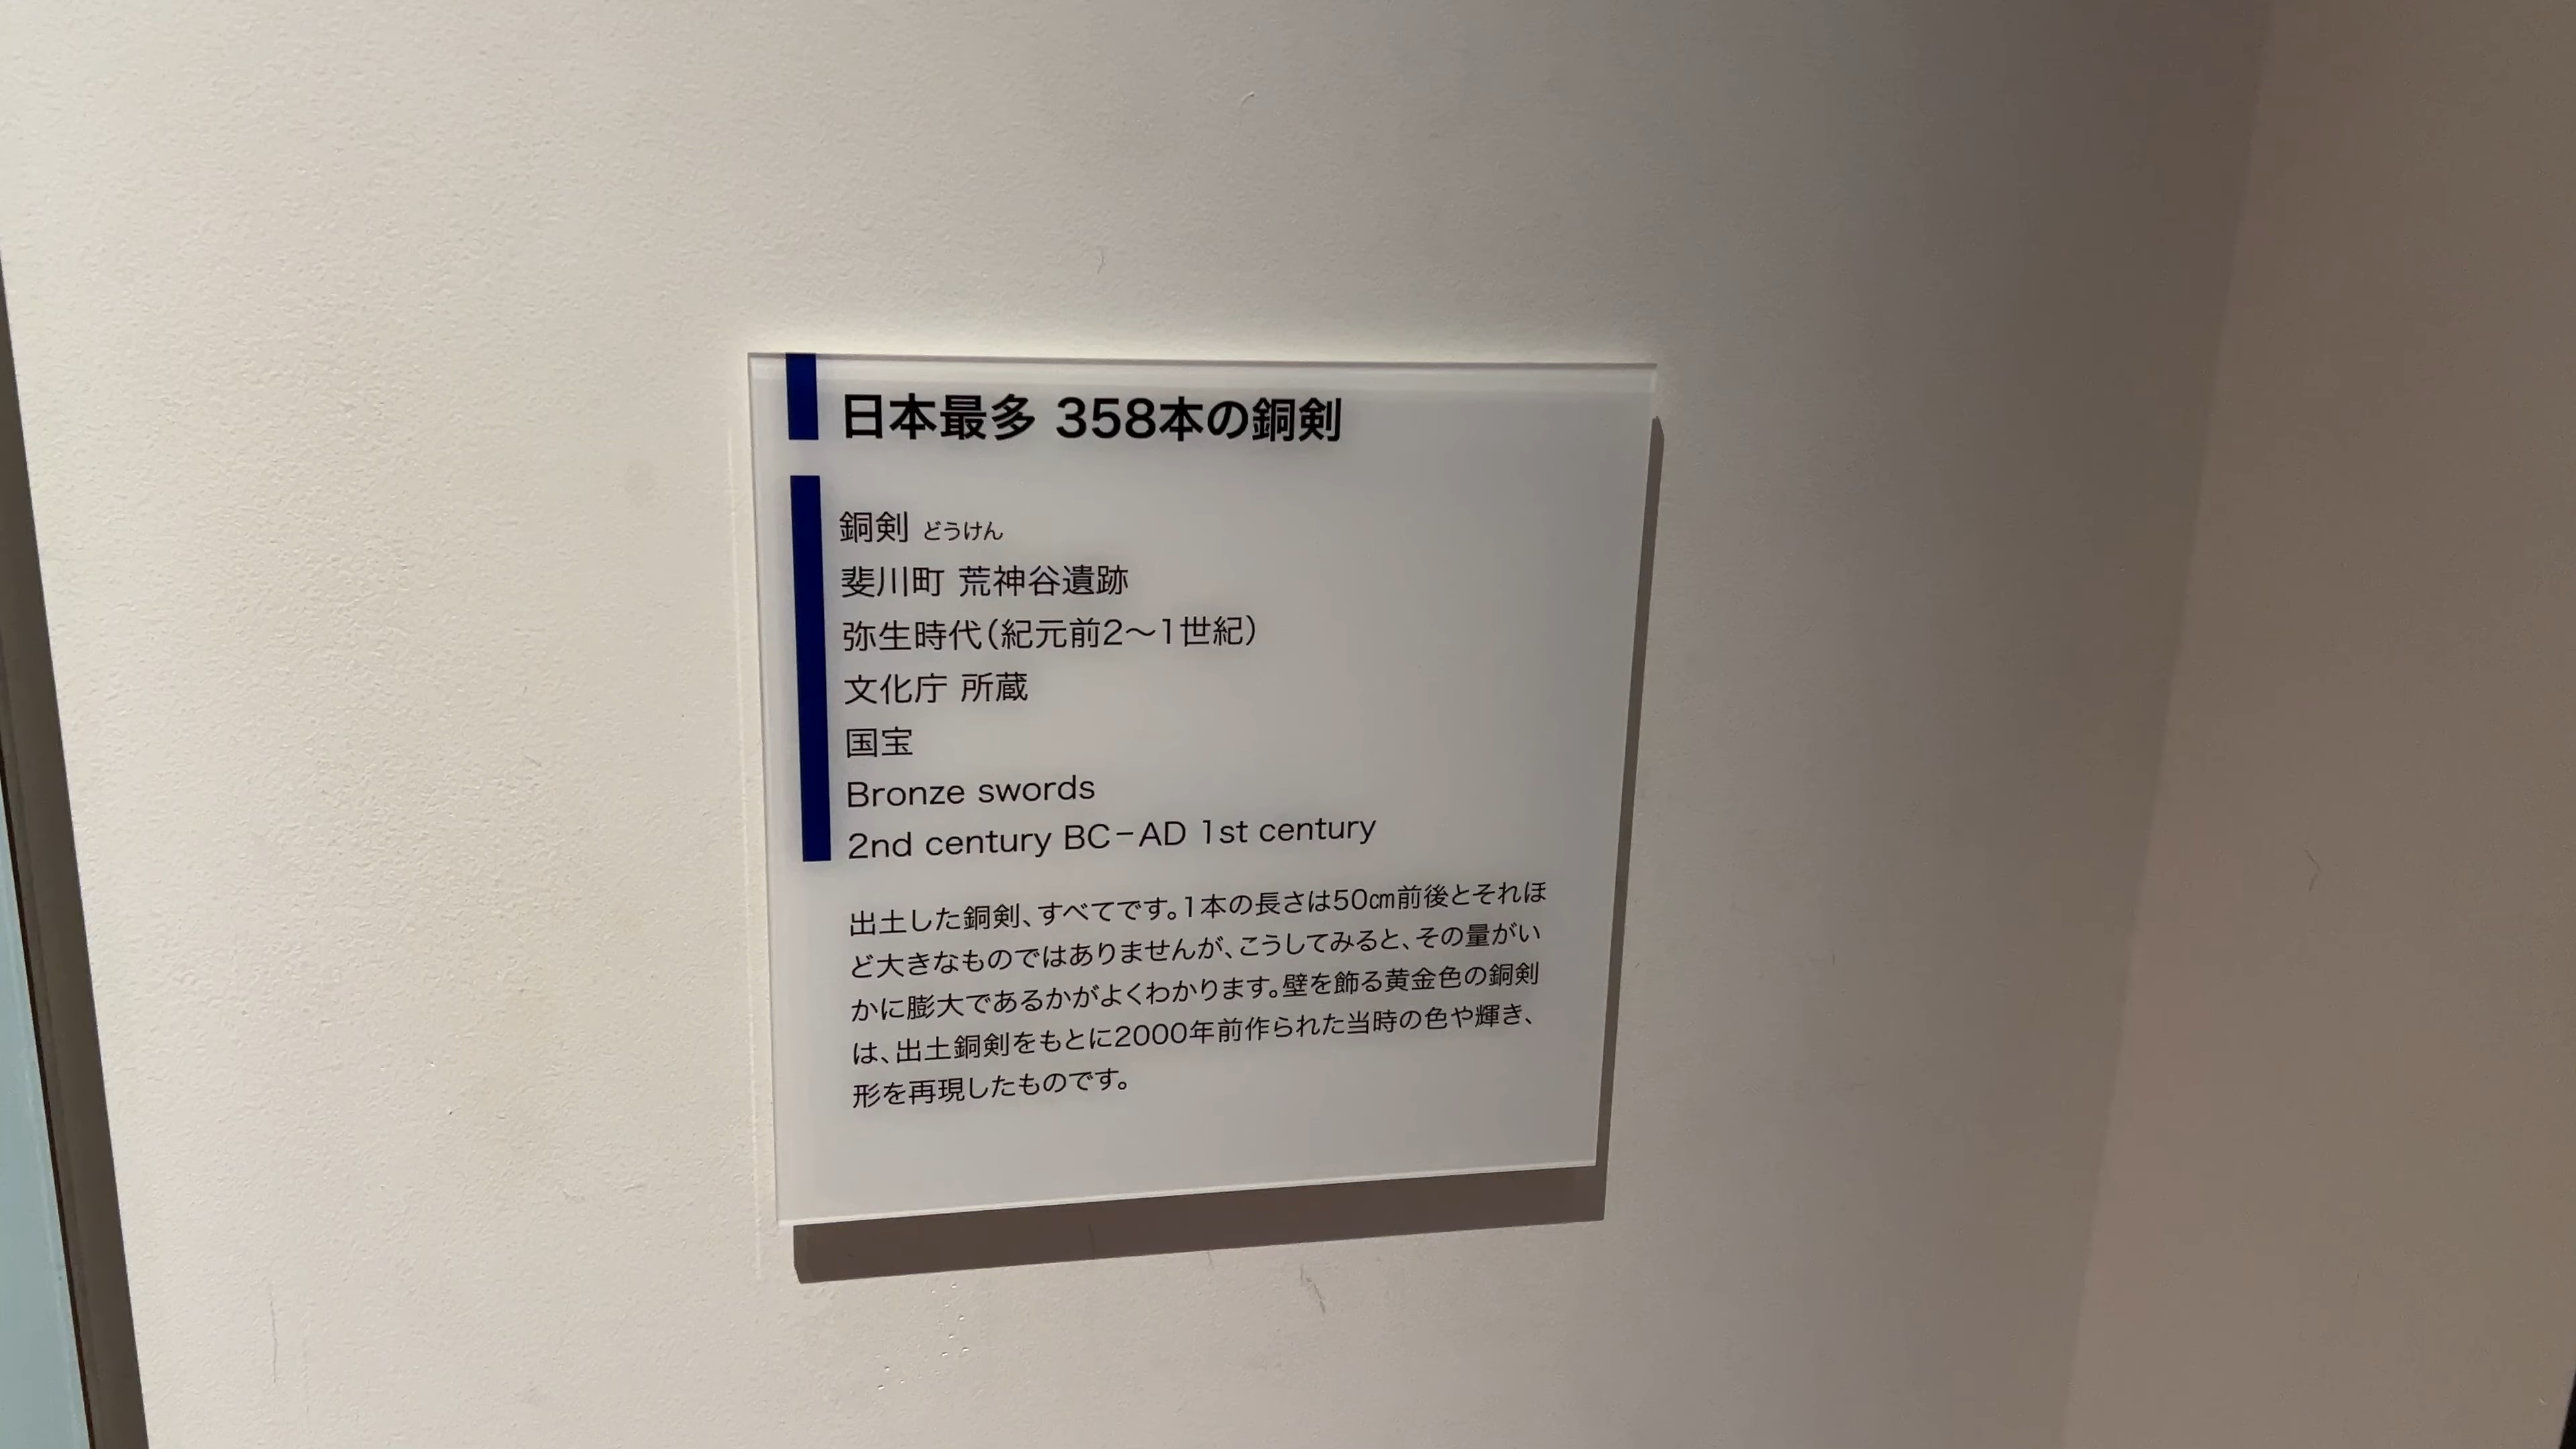 日本最多 358本の銅剣
銅剣 どうけん
斐川町 荒神谷遺跡
弥生時代(紀元前2〜1世紀)
文化庁 所蔵
国宝
Bronze swords
2nd century BC−AD 1st century
出土した銅剣、すべてです。1本の長さは50㎝前後とそれほ
ど大きなものではありませんが、こうしてみると、その量がい
かに膨大であるかがよくわかります。壁を飾る黄金色の銅剣
は、出土銅剣をもとに2000年前作られた当時の色や輝き、
形を再現したものです。